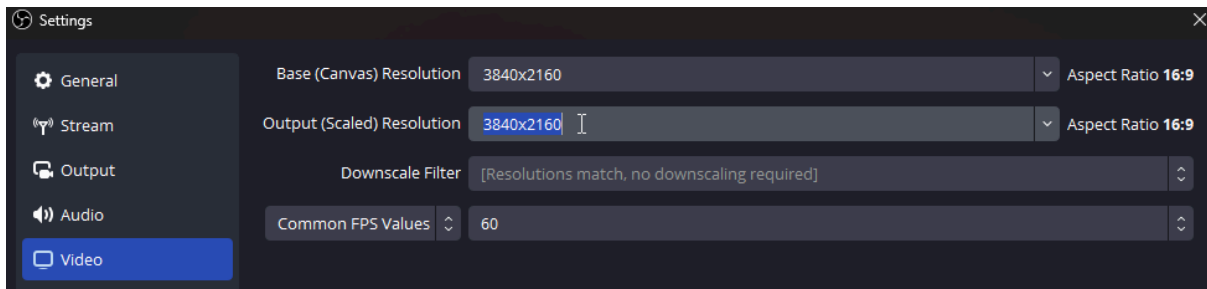 Settings
General
Stream
Output
Audio
Video
Base (Canvas) Resolution 3840x2160 Aspect Ratio 16:9
Output (Scaled) Resolution 3840x2160 Aspect Ratio 16:9
Downscale Filter [Resolutions match, no downscaling required]
Common FPS Values 60